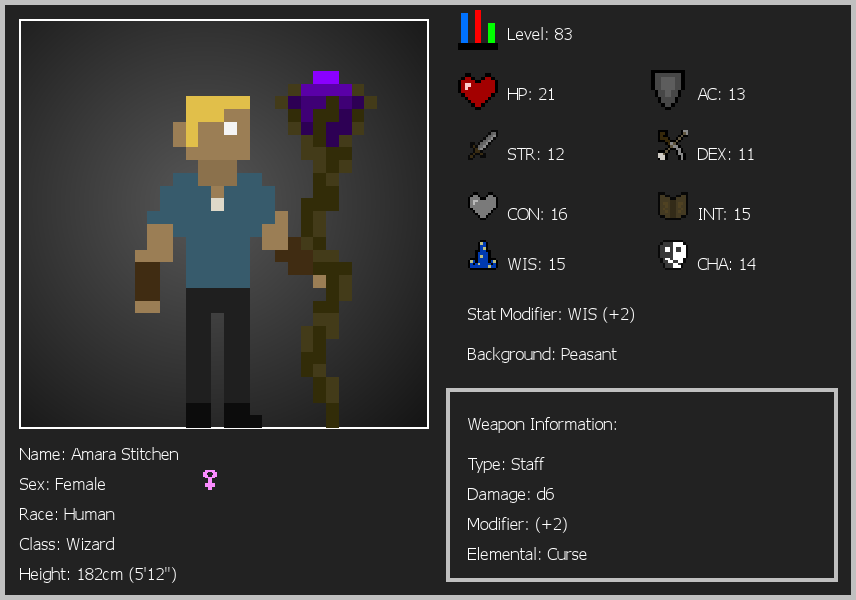 Level: 83
HP: 21
AC: 13
STR: 12
DEX: 11
CON: 16
INT: 15
WIS: 15
CHA: 14
Stat Modifier: WIS (+2)
Background: Peasant
Weapon Information:
Type: Staff
Damage: d6
Modifier: (+2)
Elemental: Curse
Name: Amara Stitchen
Sex: Female
Race: Human
Class: Wizard
Height: 182cm (5'12")